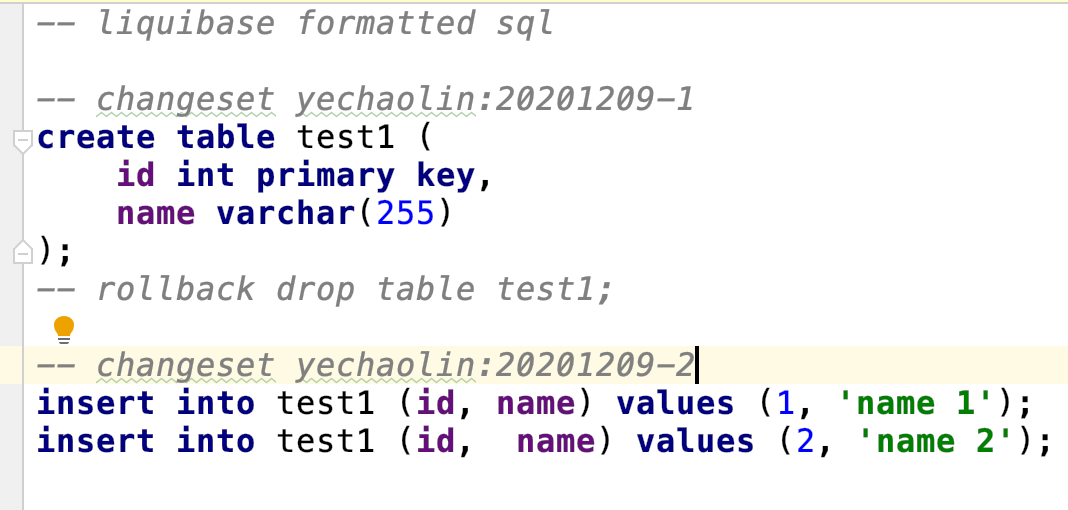 -- liquibase formatted sql
-- changeset yechaolin:20201209-1
create table test1 (
    id int primary key,
    name varchar(255)
);
-- rollback drop table test1;
-- changeset yechaolin:20201209-2
insert into test1 (id, name) values (1, 'name 1');
insert into test1 (id,  name) values (2, 'name 2');